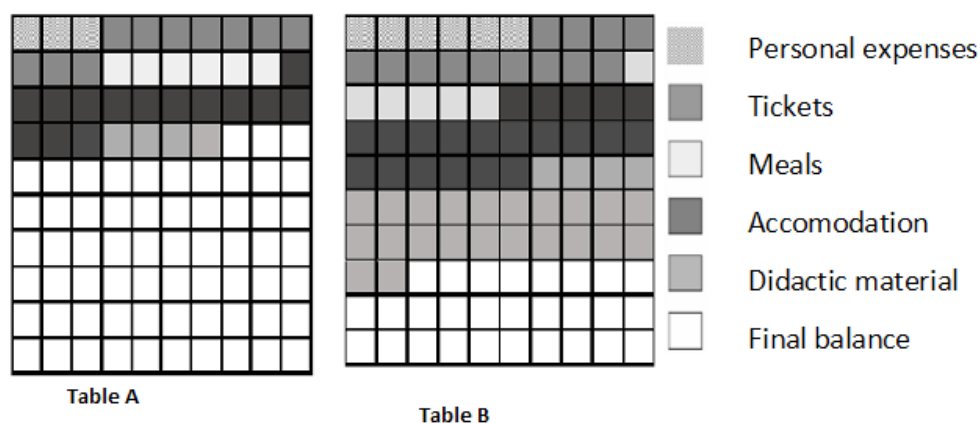 Personal expenses
Tickets
Meals
Accomodation
Didactic material
Final balance
Table A
Table B